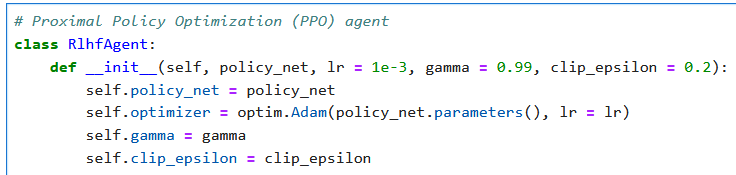 # Proximal Policy Optimization (PPO) agent
class RlhfAgent:
    def __init__(self, policy_net, lr = 1e-3, gamma = 0.99, clip_epsilon = 0.2):
        self.policy_net = policy_net
        self.optimizer = optim.Adam(policy_net.parameters(), lr = lr)
        self.gamma = gamma
        self.clip_epsilon = clip_epsilon